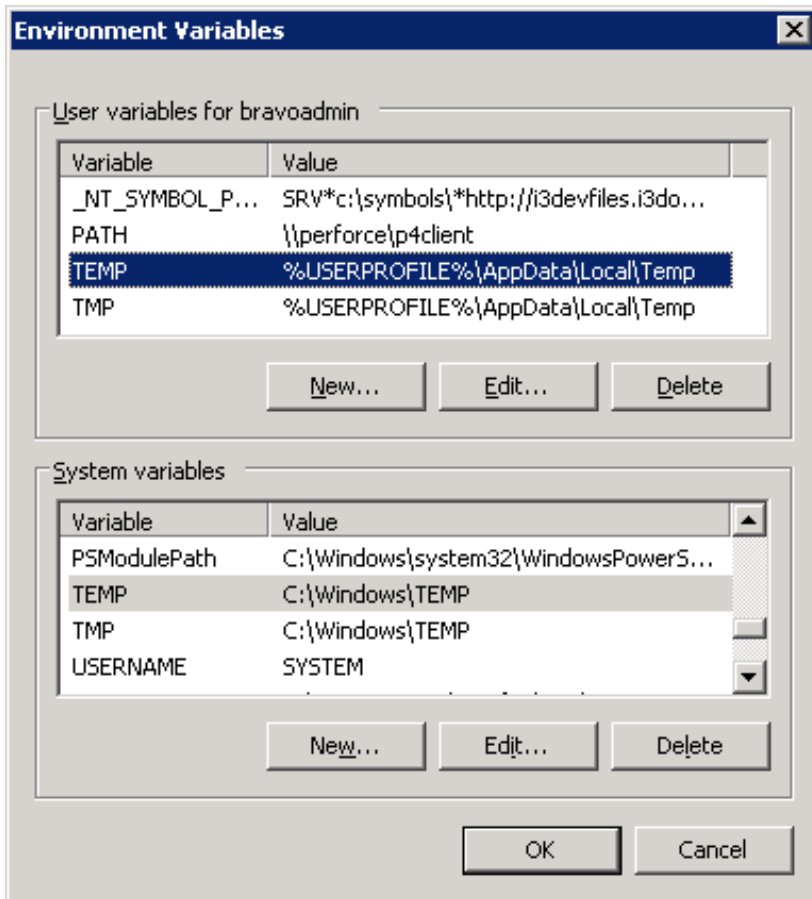 Environment Variables
User variables for bravoadmin
Variable Value
_NT_SYMBOL_P... SRV*c:\symbols\*http://i3devfiles.i3do...
PATH \\perforce\p4client
TEMP %USERPROFILE%\AppData\Local\Temp
TMP %USERPROFILE%\AppData\Local\Temp
New... Edit... Delete
System variables
Variable Value
PSModulePath C:\Windows\system32\WindowsPowerS...
TEMP C:\Windows\TEMP
TMP C:\Windows\TEMP
USERNAME SYSTEM
New... Edit... Delete
OK Cancel